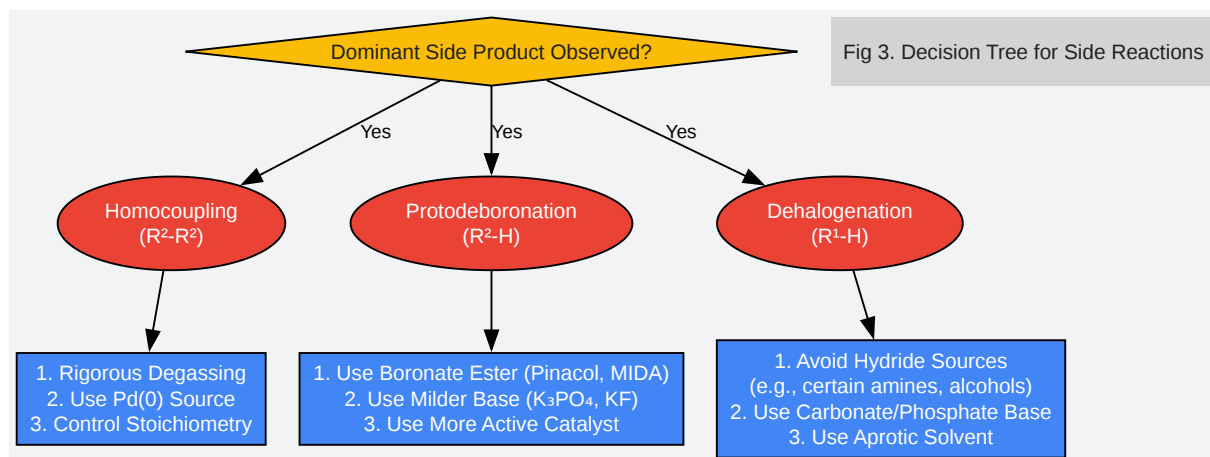 Dominant Side Product Observed?
Fig 3. Decision Tree for Side Reactions
Yes
Yes
Yes
Homocoupling
(R²-R²)
Protodeboronation
(R²-H)
Dehalogenation
(R¹-H)
1. Rigorous Degassing
2. Use Pd(0) Source
3. Control Stoichiometry
1. Use Boronate Ester (Pinacol, MIDA)
2. Use Milder Base (K₃PO₄, KF)
3. Use More Active Catalyst
1. Avoid Hydride Sources
(e.g., certain amines, alcohols)
2. Use Carbonate/Phosphate Base
3. Use Aprotic Solvent